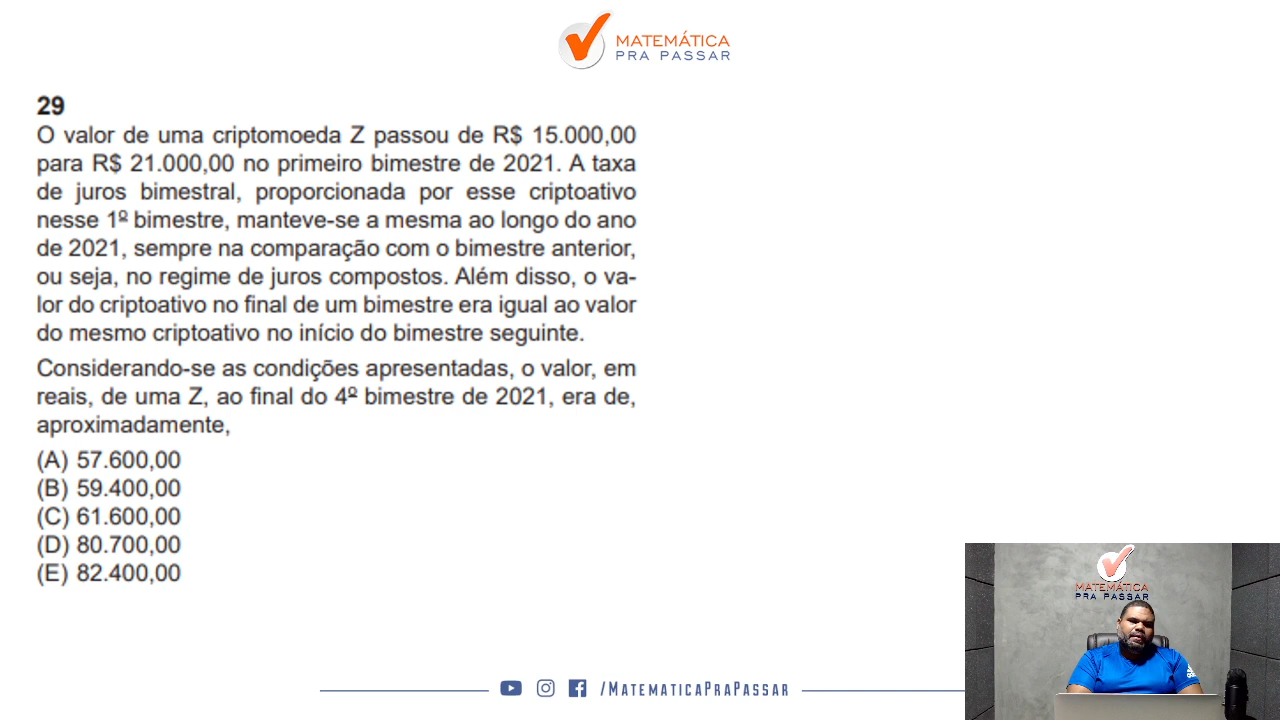 MATEMÁTICA
PRA PASSAR
29
O valor de uma criptomoeda Z passou de R$ 15.000,00
para R$ 21.000,00 no primeiro bimestre de 2021. A taxa
de juros bimestral, proporcionada por esse criptoativo
nesse 1º bimestre, manteve-se a mesma ao longo do ano
de 2021, sempre na comparação com o bimestre anterior,
ou seja, no regime de juros compostos. Além disso, o va-
lor do criptoativo no final de um bimestre era igual ao valor
do mesmo criptoativo no início do bimestre seguinte.
Considerando-se as condições apresentadas, o valor, em
reais, de uma Z, ao final do 4º bimestre de 2021, era de,
aproximadamente,
(A) 57.600,00
(B) 59.400,00
(C) 61.600,00
(D) 80.700,00
(E) 82.400,00
MATEMÁTICA
PRA PASSAR
/MATEMATICAPRAPASSAR